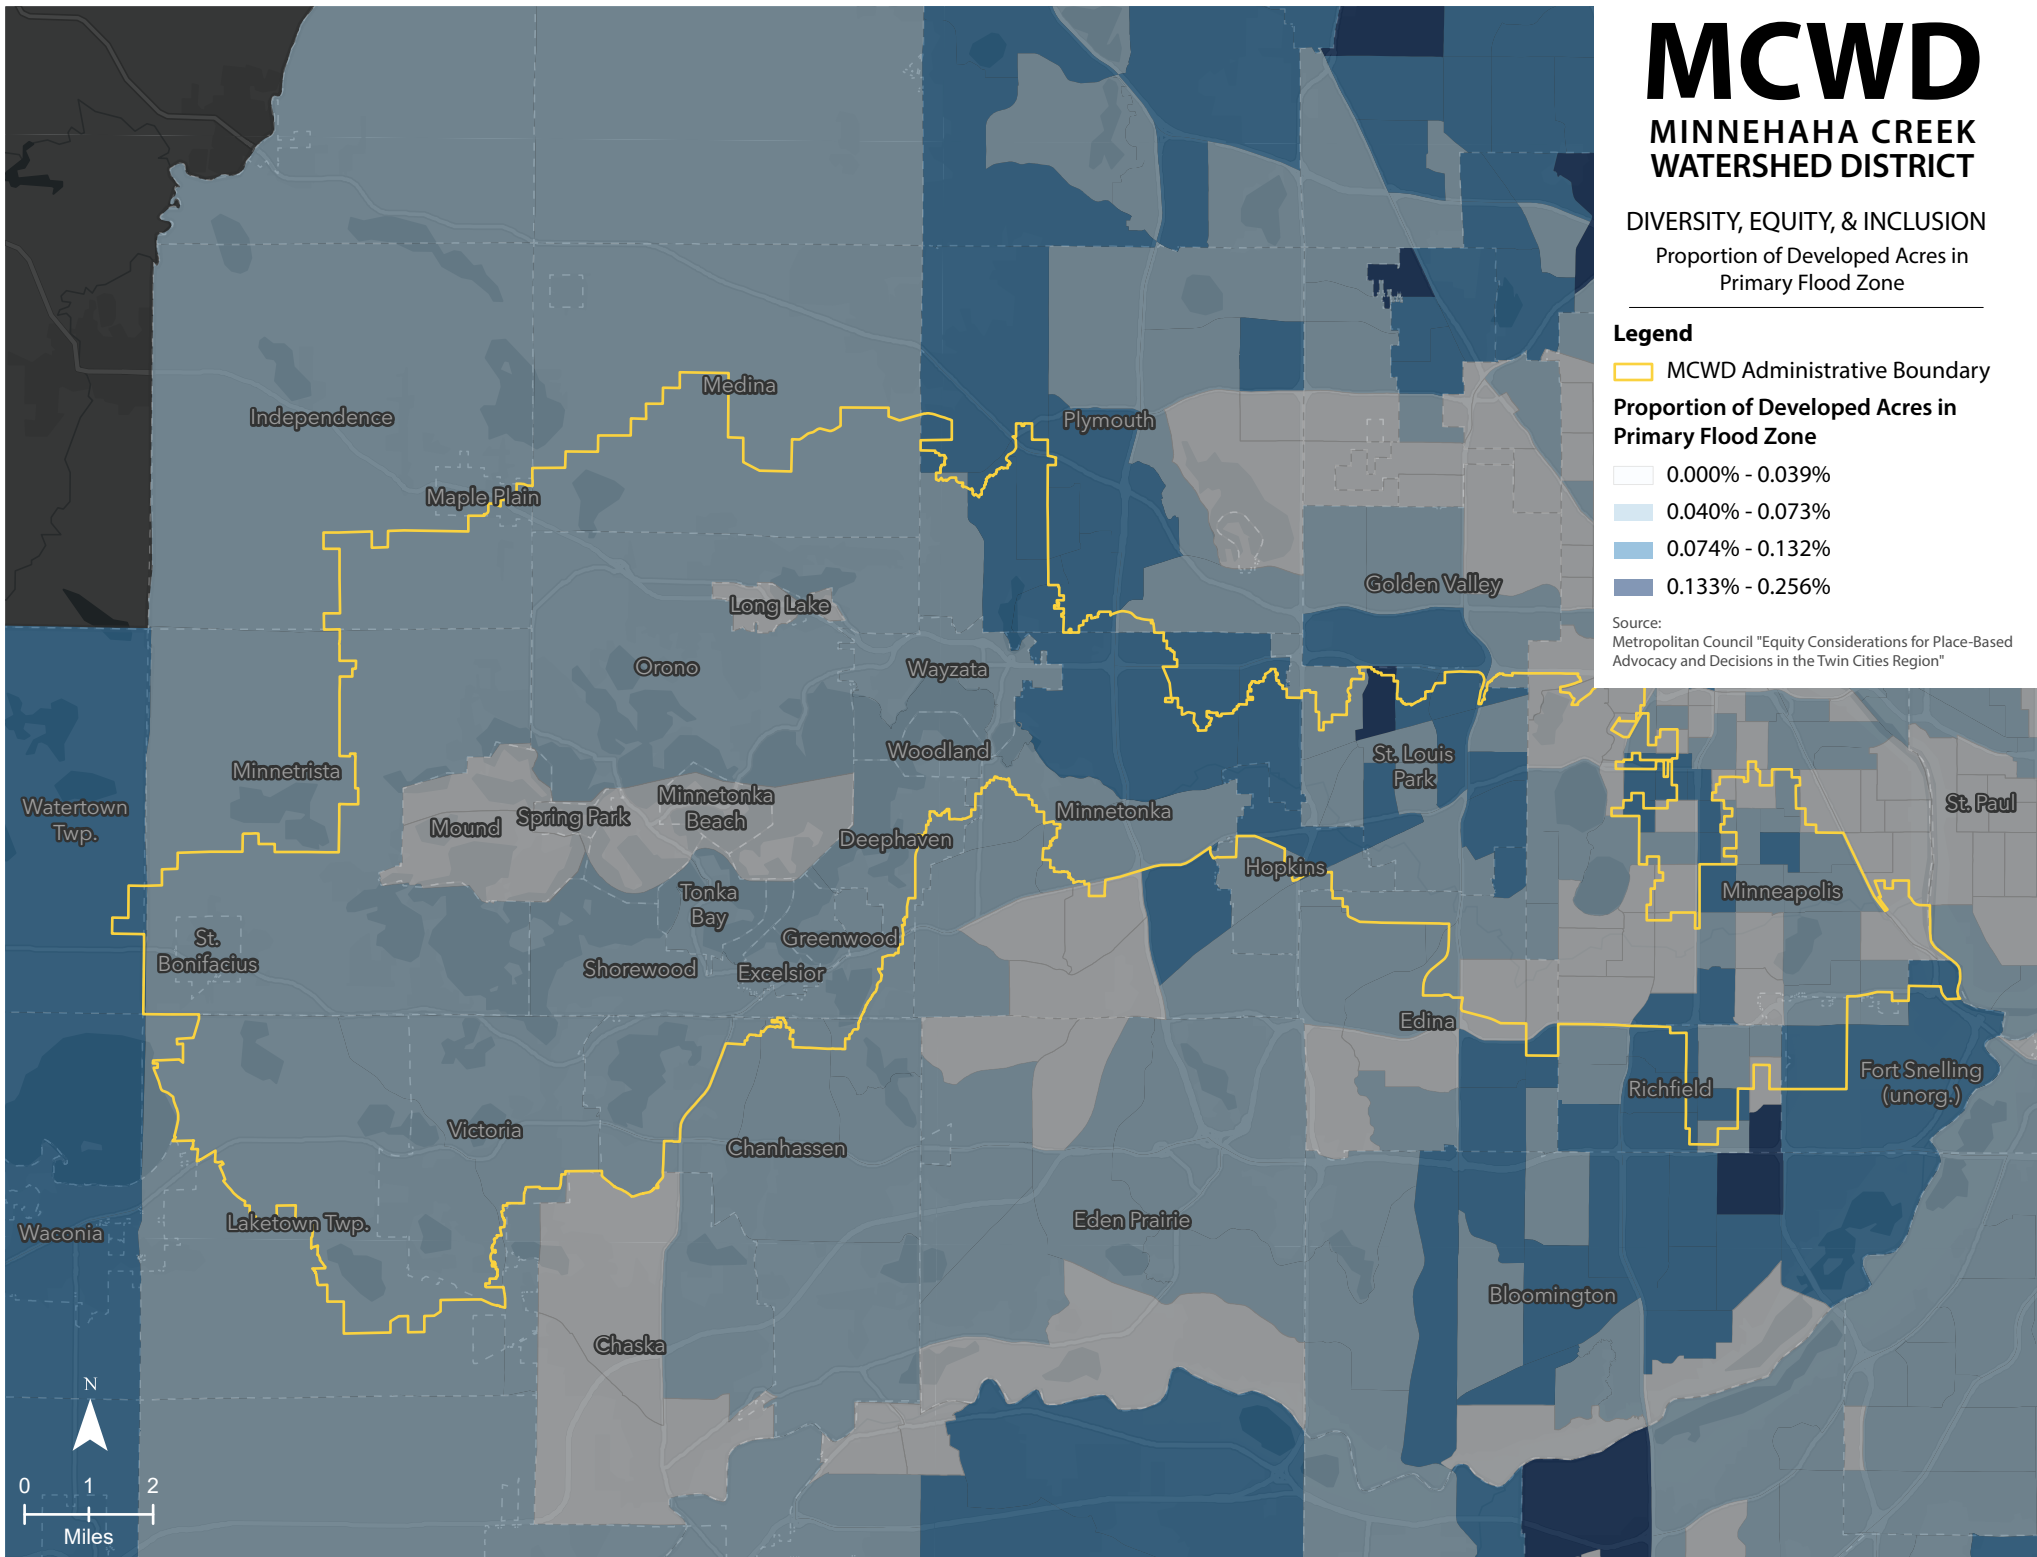 MCWD
MINNEHAHA CREEK
WATERSHED DISTRICT
DIVERSITY, EQUITY, & INCLUSION
Proportion of Developed Acres in
Primary Flood Zone
Legend
MCWD Administrative Boundary
Proportion of Developed Acres in
Primary Flood Zone
0.000% - 0.039%
0.040% - 0.073%
0.074% - 0.132%
0.133% - 0.256%
Source:
Metropolitan Council "Equity Considerations for Place-Based
Advocacy and Decisions in the Twin Cities Region"
Medina
Independence
Plymouth
Maple Plain
Golden Valley
Long Lake
Orono
Wayzata
Woodland
St. Louis
Park
Minnetrista
Watertown
Twp.
Mound
Spring Park
Minnetonka
Beach
Minnetonka
St. Paul
Deephaven
Hopkins
Minneapolis
Tonka
Bay
Greenwood
St.
Bonifacius
Shorewood
Excelsior
Edina
Richfield
Fort Snelling
(unorg.)
Victoria
Chanhassen
Laketown Twp.
Waconia
Eden Prairie
Bloomington
Chaska
N
0 1 2
Miles